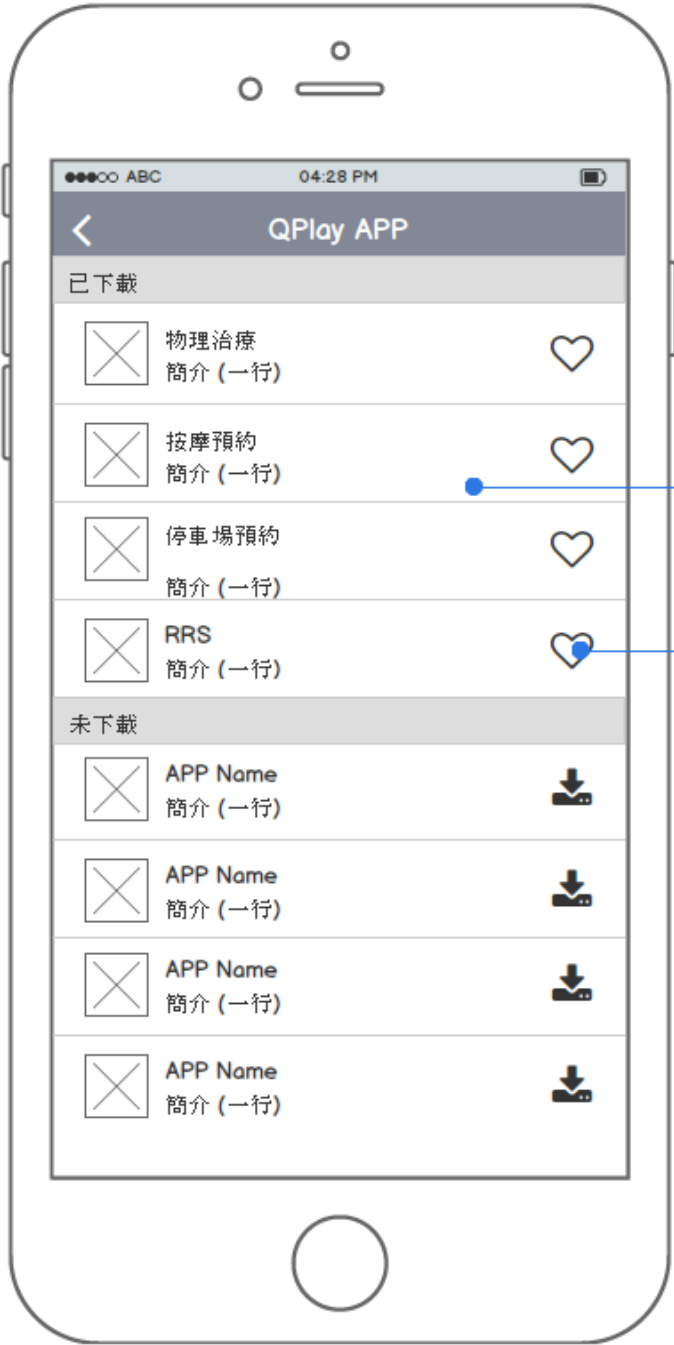 ABC 04:28 PM
QPlay APP
已下載
物理治療
簡介 (一行)
按摩預約
簡介 (一行)
停車場預約
簡介 (一行)
RRS
簡介 (一行)
未下載
APP Name
簡介 (一行)
APP Name
簡介 (一行)
APP Name
簡介 (一行)
APP Name
簡介 (一行)